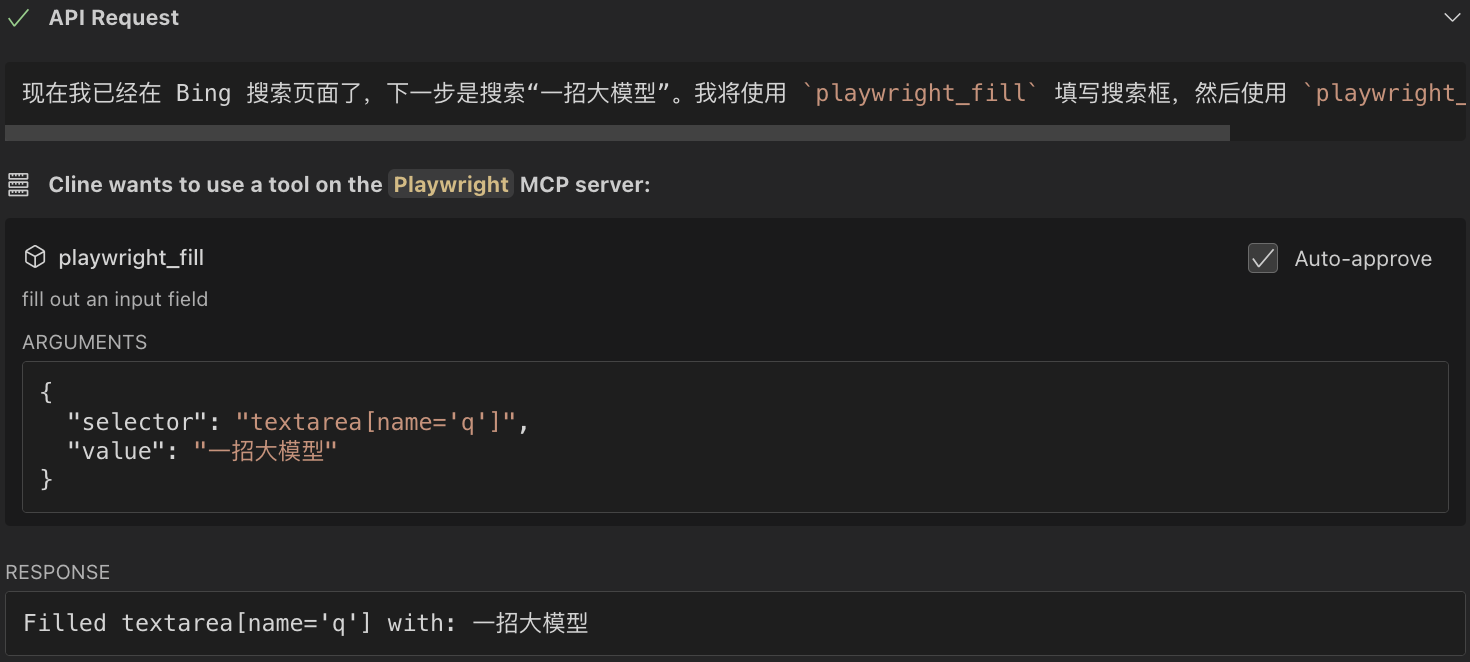 API Request
现在我已经在 Bing 搜索页面了，下一步是搜索“一招大模型”。我将使用 `playwright_fill` 填写搜索框，然后使用 `playwright_
Cline wants to use a tool on the Playwright MCP server:
playwright_fill
Auto-approve
fill out an input field
ARGUMENTS
{
  "selector": "textarea[name='q']",
  "value": "一招大模型"
}
RESPONSE
Filled textarea[name='q'] with: 一招大模型